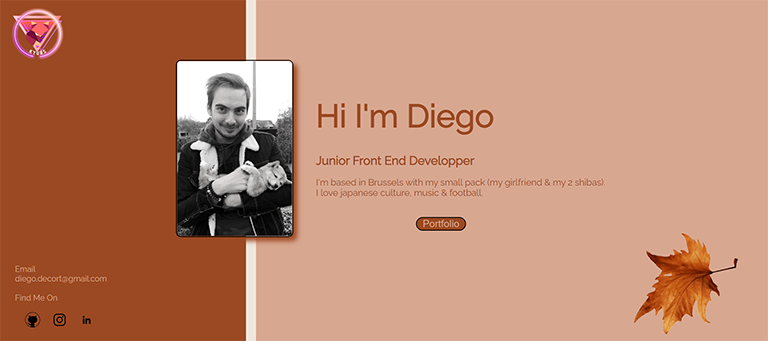 Hi I'm Diego
Junior Front End Developper
I'm based in Brussels with my small pack (my girlfriend & my 2 shibas).
I love japanese culture, music & football.
Portfolio
Email
diego.decort@gmail.com
Find Me On
in